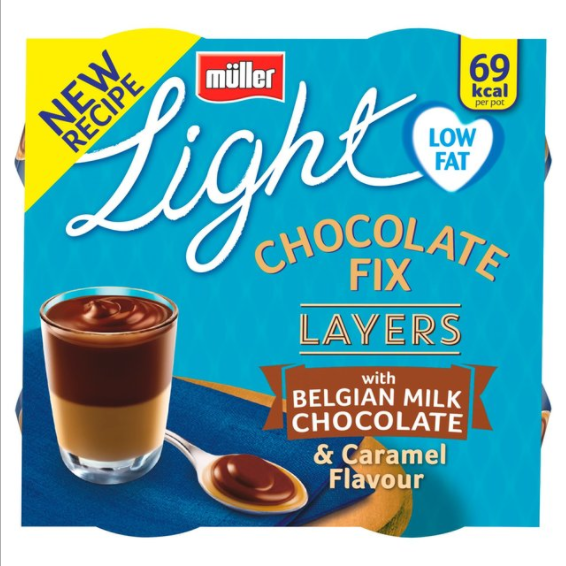 NEW
RECIPE
müller
Light
69
kcal
per pot
LOW
FAT
CHOCOLATE
FIX
LAYERS
with
BELGIAN MILK
CHOCOLATE
& Caramel
Flavour